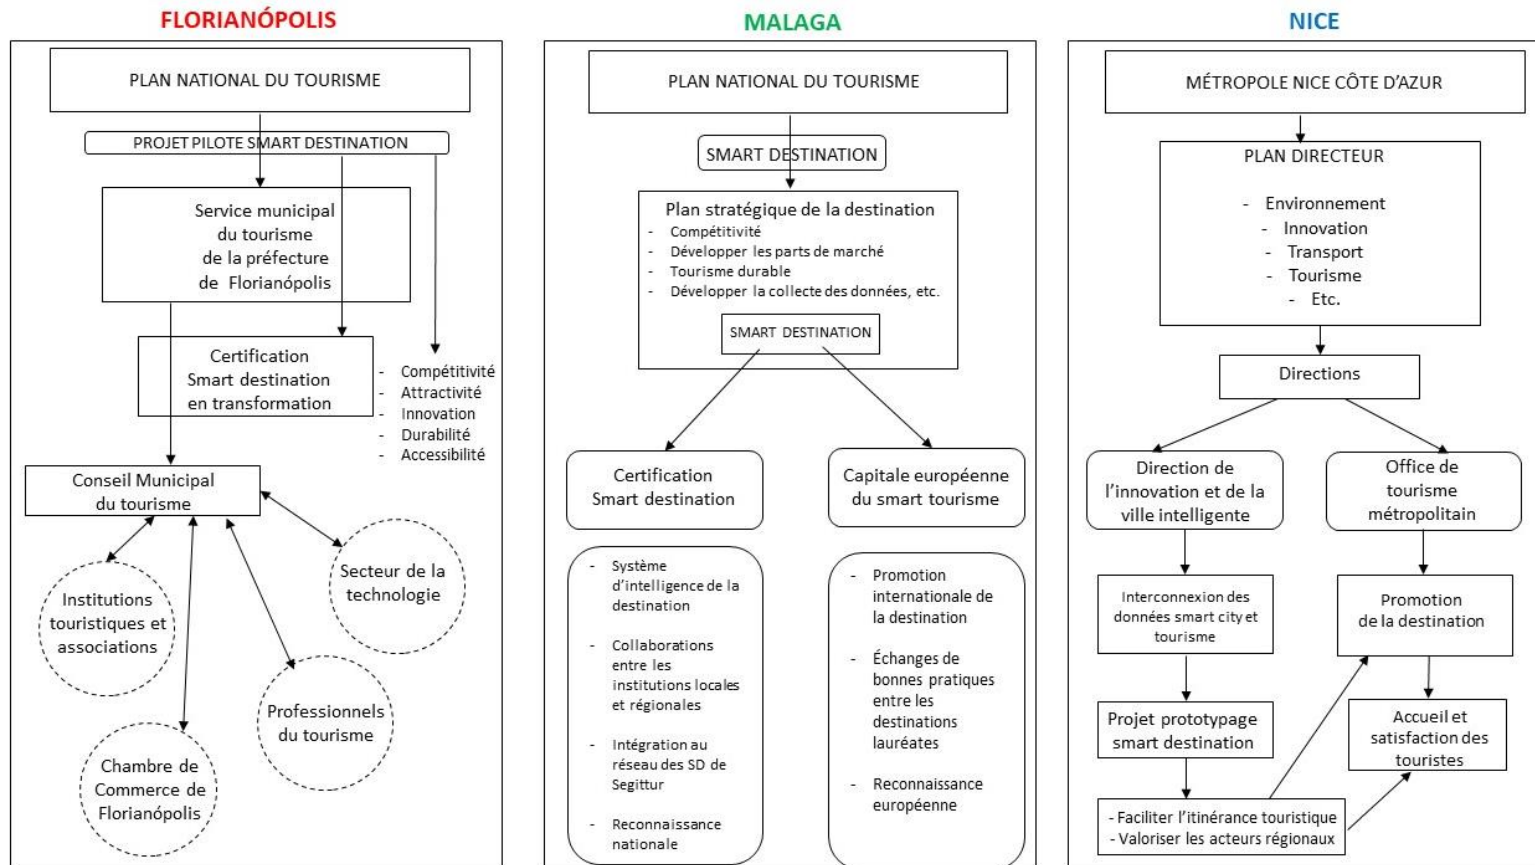 FLORIANÓPOLIS
PLAN NATIONAL DU TOURISME
PROJET PILOTE SMART DESTINATION
Service municipal
du tourisme
de la préfecture
de Florianópolis
Certification
Smart destination
en transformation
- Compétitivité
- Attractivité
- Innovation
- Durabilité
- Accessibilité
Conseil Municipal
du tourisme
Secteur de la
technologie
Institutions
touristiques et
associations
Professionnels
du tourisme
Chambre de
Commerce de
Florianópolis
MALAGA
PLAN NATIONAL DU TOURISME
SMART DESTINATION
Plan stratégique de la destination
- Compétitivité
- Développer les parts de marché
- Tourisme durable
- Développer la collecte des données, etc.
SMART DESTINATION
Certification
Smart destination
Capitale européenne
du smart tourisme
- Système
d'intelligence de la
destination
- Collaborations
entre les
institutions locales
et régionales
- Intégration au
réseau des SD de
Segittur
- Reconnaissance
nationale
- Promotion
internationale de
la destination
- Échanges de
bonnes pratiques
entre les
destinations
lauréates
- Reconnaissance
européenne
NICE
MÉTROPOLE NICE CÔTE D'AZUR
PLAN DIRECTEUR
- Environnement
- Innovation
- Transport
- Tourisme
- Etc.
Directions
Direction de
l'innovation et de la
ville intelligente
Office de
tourisme
métropolitain
Interconnexion des
données smart city et
tourisme
Promotion
de la destination
Projet prototypage
smart destination
Accueil et
satisfaction des
touristes
- Faciliter l'itinérance touristique
- Valoriser les acteurs régionaux